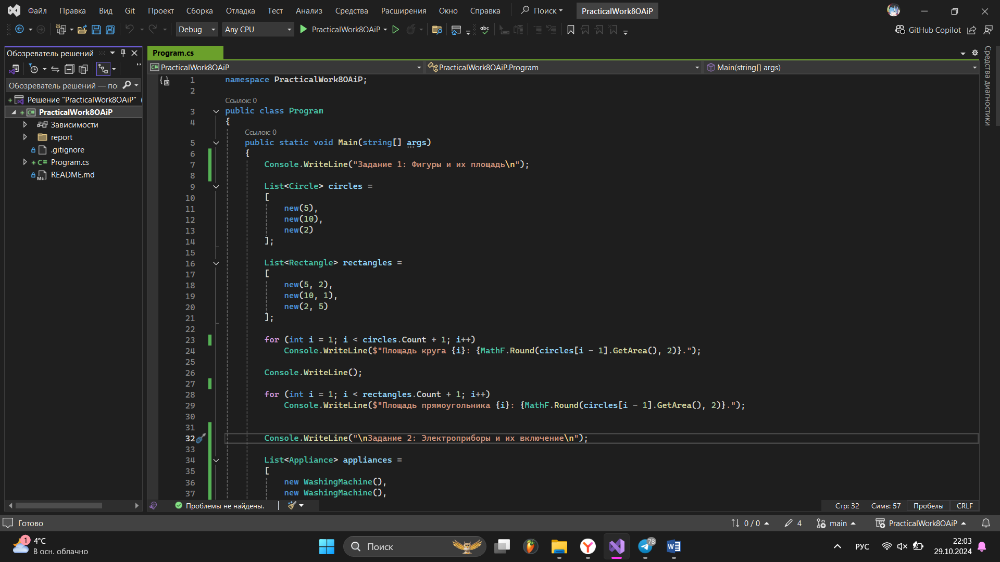 Файл Правка Вид Git Проект Сборка Отладка Тест Анализ Средства Расширения Окно Справка Поиск PracticalWork8OAiP
Debug Any CPU PracticalWork8OAiP abc GitHub Copilot
Обозреватель решений
Обозреватель решений — пои
Решение "PracticalWork8OAiP" (
PracticalWork8OAiP
Зависимости
report
.gitignore
C# Program.cs
README.md
Program.cs
PracticalWork8OAiP PracticalWork8OAiP.Program Main(string[] args)
1 namespace PracticalWork8OAiP;
2
Ссылок: 0
3 public class Program
4 {
Ссылок: 0
5 public static void Main(string[] args)
6 {
7 Console.WriteLine("Задание 1: Фигуры и их площадь\n");
8
9 List<Circle> circles =
10 [
11 new(5),
12 new(10),
13 new(2)
14 ];
15
16 List<Rectangle> rectangles =
17 [
18 new(5, 2),
19 new(10, 1),
20 new(2, 5)
21 ];
22
23 for (int i = 1; i < circles.Count + 1; i++)
24 Console.WriteLine($"Площадь круга {i}: {MathF.Round(circles[i - 1].GetArea(), 2)}.");
25
26 Console.WriteLine();
27
28 for (int i = 1; i < rectangles.Count + 1; i++)
29 Console.WriteLine($"Площадь прямоугольника {i}: {MathF.Round(circles[i - 1].GetArea(), 2)}.");
30
31
32 Console.WriteLine("\nЗадание 2: Электроприборы и их включение\n");
33
34 List<Appliance> appliances =
35 [
36 new WashingMachine(),
37 new WashingMachine(),
Проблемы не найдены. Стр: 32 Симв: 57 Пробелы CRLF
Средства диагностики
Готово 0 / 0 4 main PracticalWork8OAiP
1 4°C
В осн. облачно
Поиск
78
РУС
22:03
29.10.2024